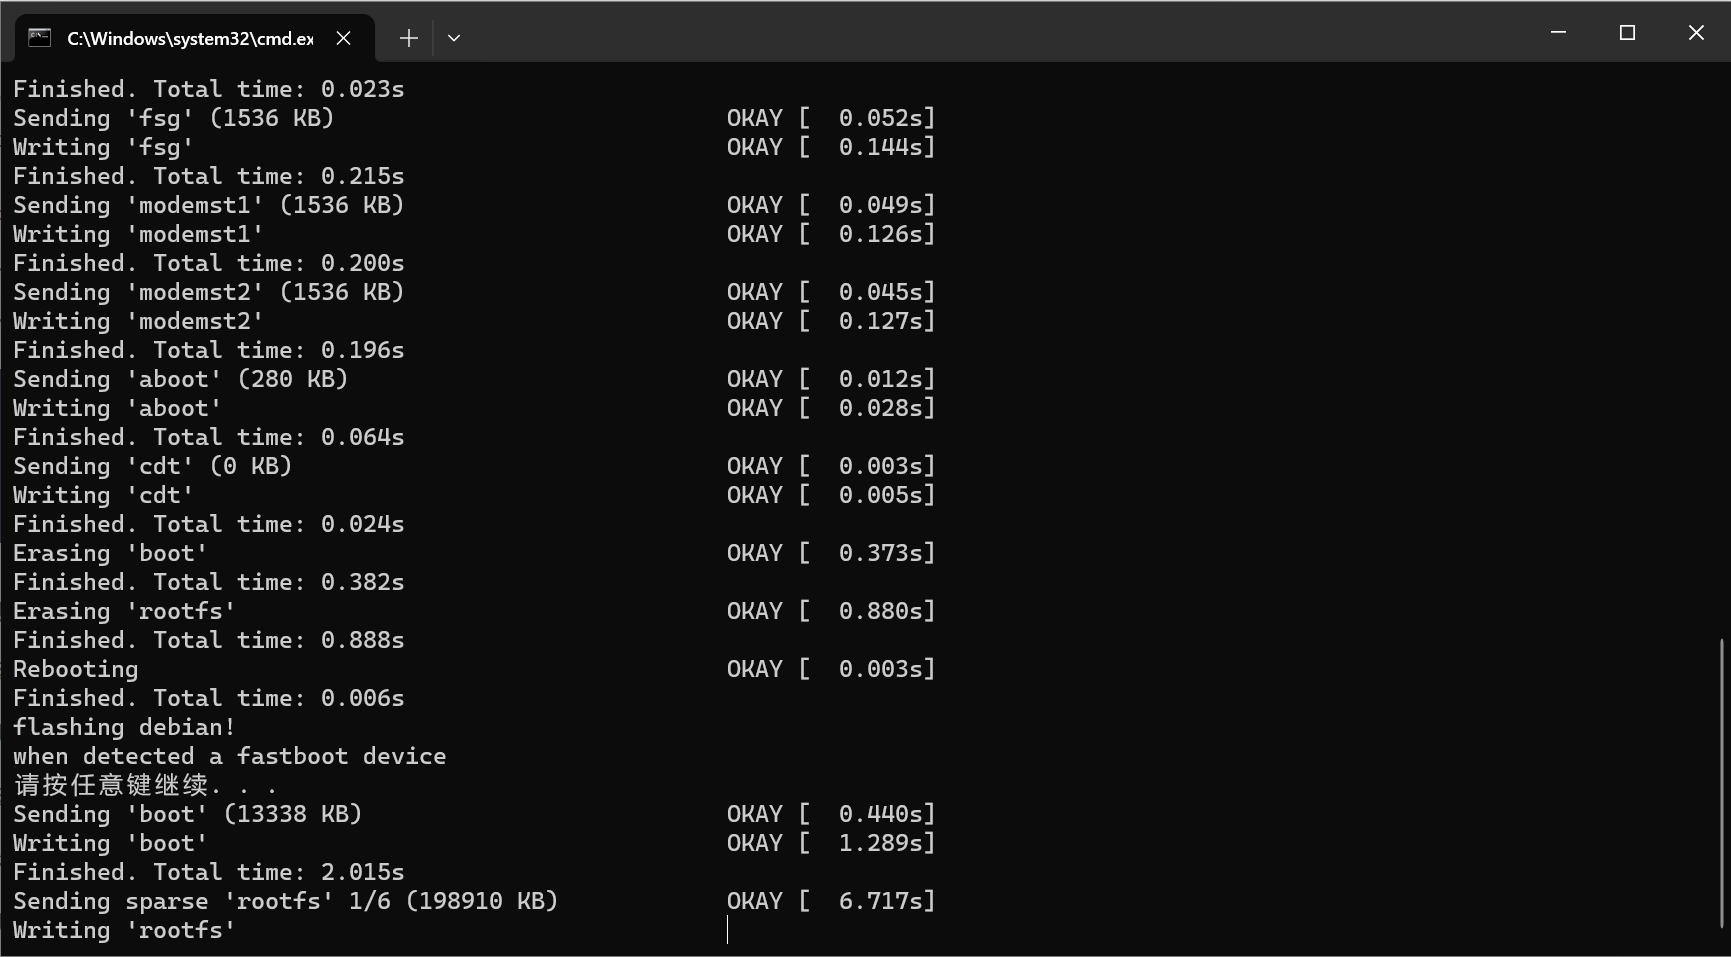 C:\Windows\system32\cmd.ex
Finished. Total time: 0.023s
Sending 'fsg' (1536 KB)                            OKAY [  0.052s]
Writing 'fsg'                                      OKAY [  0.144s]
Finished. Total time: 0.215s
Sending 'modemst1' (1536 KB)                       OKAY [  0.049s]
Writing 'modemst1'                                 OKAY [  0.126s]
Finished. Total time: 0.200s
Sending 'modemst2' (1536 KB)                       OKAY [  0.045s]
Writing 'modemst2'                                 OKAY [  0.127s]
Finished. Total time: 0.196s
Sending 'aboot' (280 KB)                           OKAY [  0.012s]
Writing 'aboot'                                    OKAY [  0.028s]
Finished. Total time: 0.064s
Sending 'cdt' (0 KB)                               OKAY [  0.003s]
Writing 'cdt'                                      OKAY [  0.005s]
Finished. Total time: 0.024s
Erasing 'boot'                                     OKAY [  0.373s]
Finished. Total time: 0.382s
Erasing 'rootfs'                                   OKAY [  0.880s]
Finished. Total time: 0.888s
Rebooting                                          OKAY [  0.003s]
Finished. Total time: 0.006s
flashing debian!
when detected a fastboot device
请按任意键继续. . .
Sending 'boot' (13338 KB)                          OKAY [  0.440s]
Writing 'boot'                                     OKAY [  1.289s]
Finished. Total time: 2.015s
Sending sparse 'rootfs' 1/6 (198910 KB)            OKAY [  6.717s]
Writing 'rootfs'